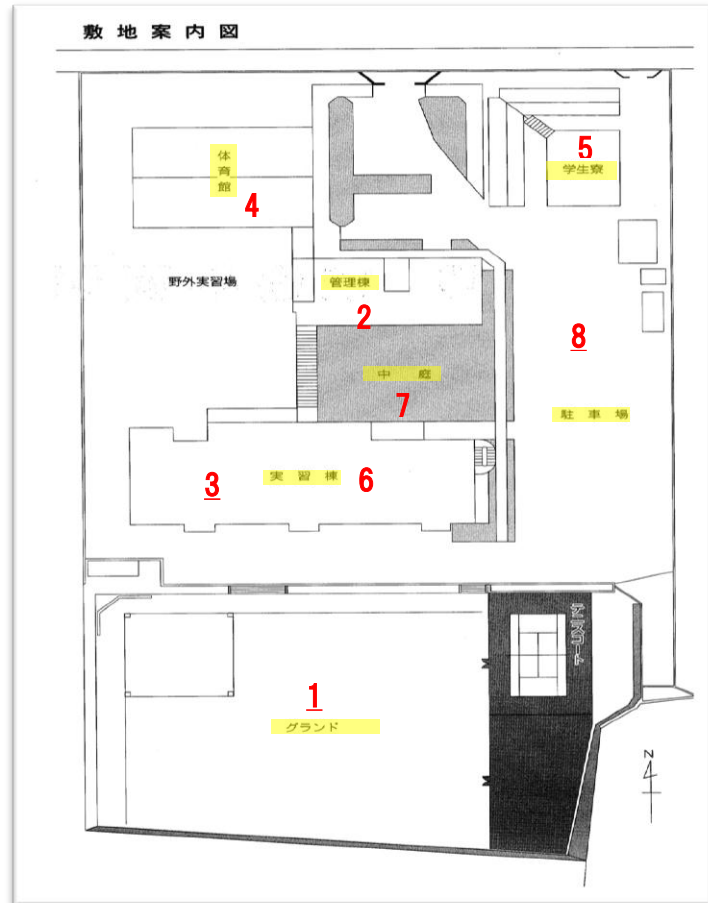 敷地案内図
5
学生寮
体育館
4
野外実習場
管理棟
2
8
中庭
7
駐車場
実習棟
3
6
テニスコート
1
グランド
N